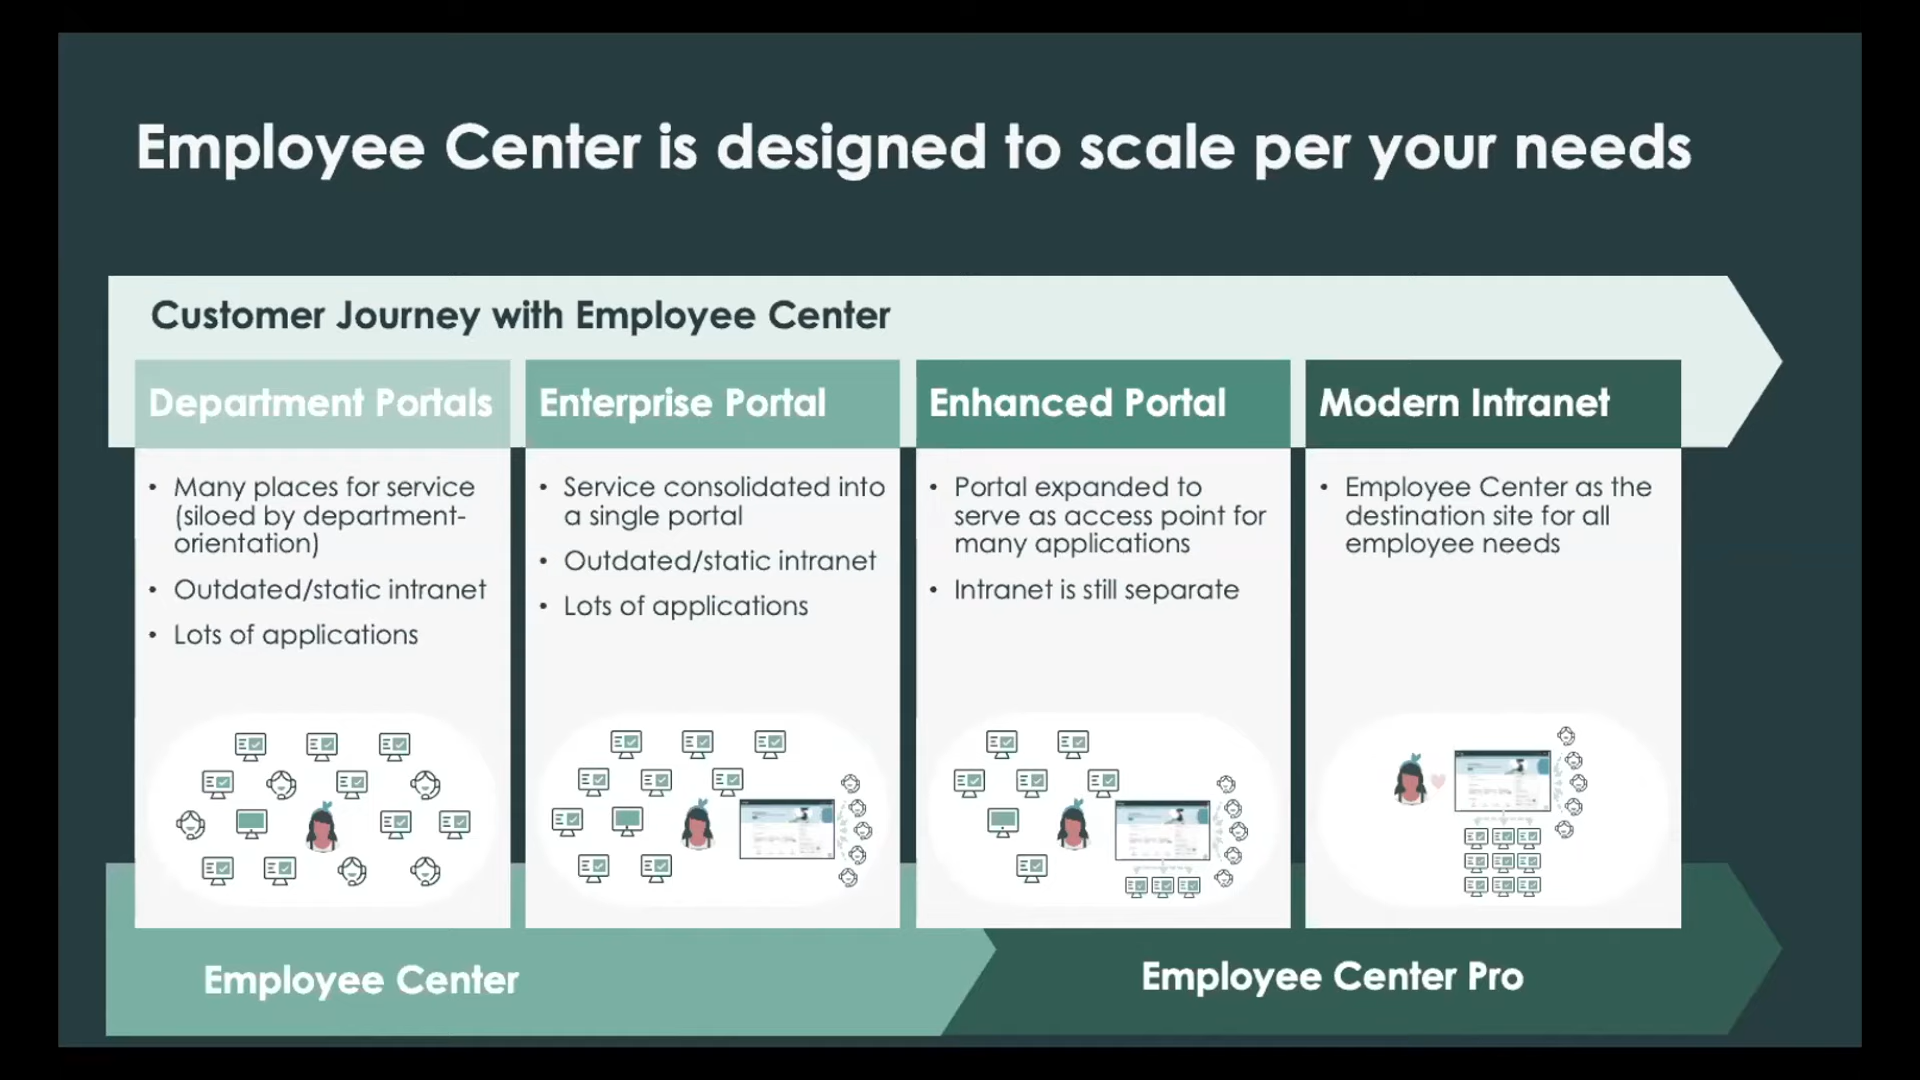 Employee Center is designed to scale per your needs
Customer Journey with Employee Center
Department Portals
• Many places for service
(siloed by department-
orientation)
• Outdated/static intranet
• Lots of applications
Enterprise Portal
• Service consolidated into
a single portal
• Outdated/static intranet
• Lots of applications
Enhanced Portal
• Portal expanded to
serve as access point for
many applications
• Intranet is still separate
Modern Intranet
• Employee Center as the
destination site for all
employee needs
Employee Center
Employee Center Pro